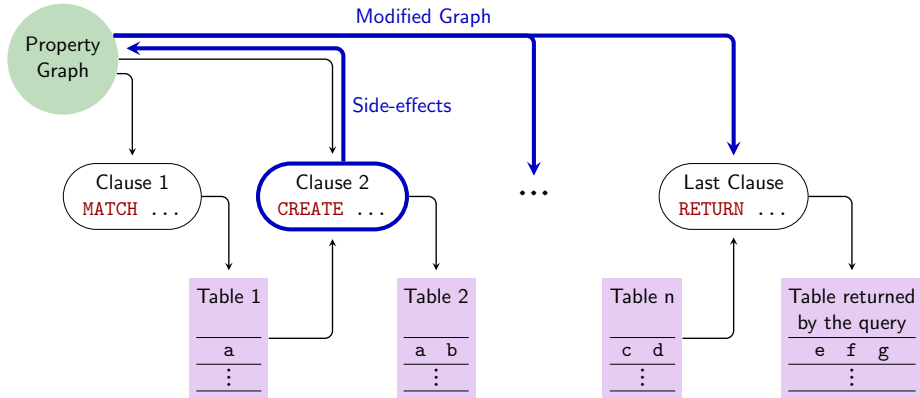 Modified Graph
Property
Graph
Side-effects
Clause 1
MATCH ...
Clause 2
CREATE ...
...
Last Clause
RETURN ...
Table 1
a
⋮
Table 2
a b
⋮
Table n
c d
⋮
Table returned
by the query
e f g
⋮